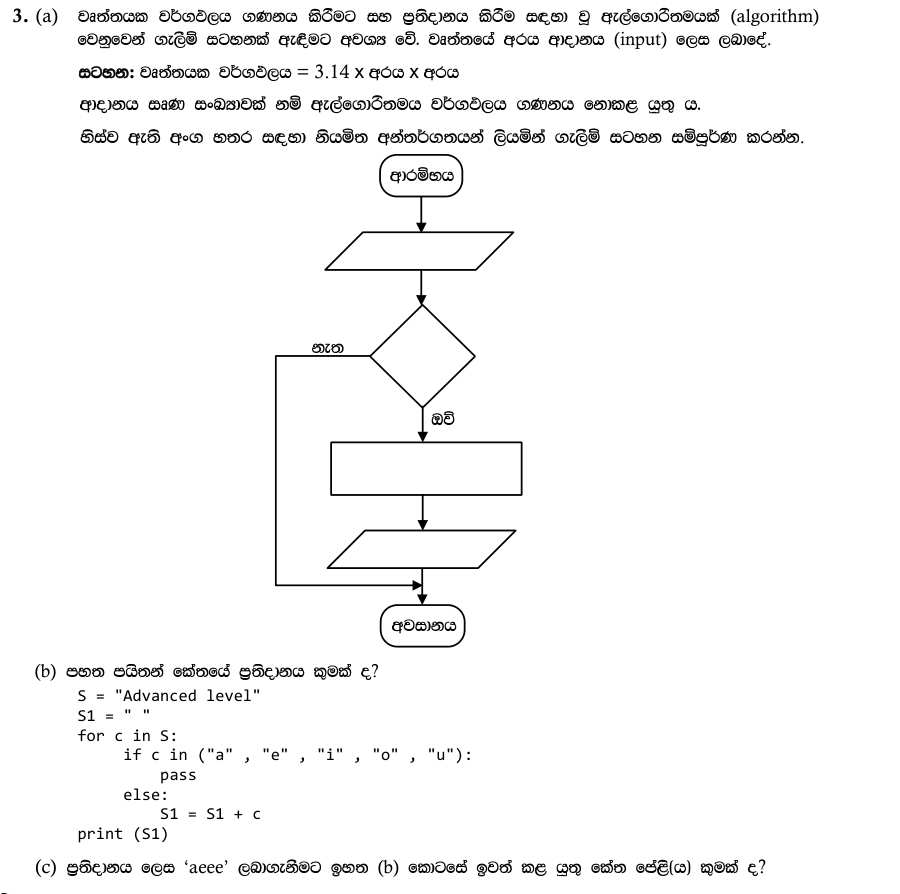 3. (a) වෘත්තයක වර්ගඵලය ගණනය කිරීමට සහ ප්‍රතිදානය කිරීම සඳහා වූ ඇල්ගොරිතමයක් (algorithm)
වෙනුවෙන් ගැලීම් සටහනක් ඇඳීමට අවශ්‍ය වේ. වෘත්තයේ අරය ආදානය (input) ලෙස ලබාදේ.
සටහන: වෘත්තයක වර්ගඵලය = 3.14 x අරය x අරය
ආදානය සෘණ සංඛ්‍යාවක් නම් ඇල්ගොරිතමය වර්ගඵලය ගණනය නොකළ යුතු ය.
හිස්ව ඇති අංග හතර සඳහා නියමිත අන්තර්ගතයන් ලියමින් ගැලීම් සටහන සම්පූර්ණ කරන්න.
ආරම්භය
නැත
ඔව්
අවසානය
(b) පහත පයිතන් කේතයේ ප්‍රතිදානය කුමක් ද?
S = "Advanced level"
S1 = " "
for c in S:
if c in ("a" , "e" , "i" , "o" , "u"):
pass
else:
S1 = S1 + c
print (S1)
(c) ප්‍රතිදානය ලෙස ‘aeee’ ලබාගැනීමට ඉහත (b) කොටසේ ඉවත් කළ යුතු කේත පේළි(ය) කුමක් ද?